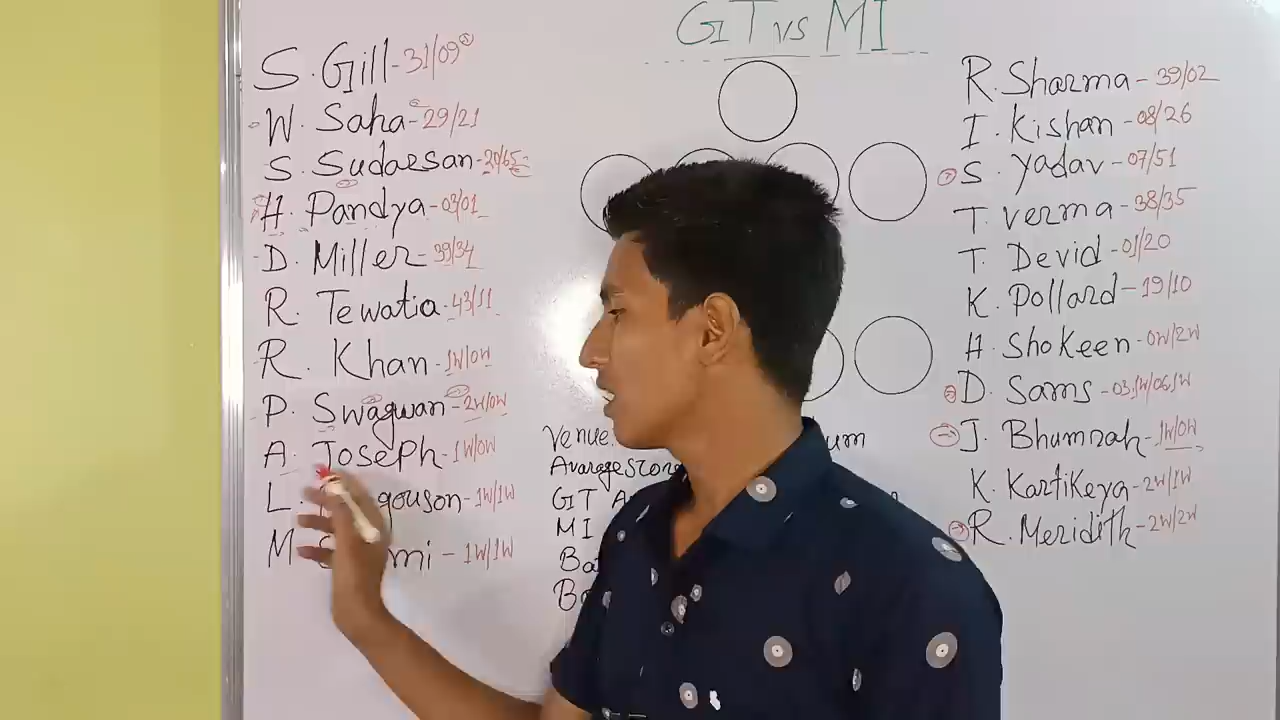 GT vs MI
S. Gill - 31/09
W. Saha - 29/21
S. Sudarsan - 20/65
H. Pandya - 03/01
D. Miller - 39/34
R. Tewatia - 43/11
R. Khan - 1W/0W
P. Swagwan - 2W/0W
A. Joseph - 1W/0W
L. gouson - 1W/1W
M mi - 1W/1W
Venue
Avarage
GT A
MI
R. Sharma - 39/02
I. Kishan - 08/26
S. Yadav - 07/51
T. Verma - 38/35
T. Devid - 01/20
K. Pollard - 19/10
H. Shokeen - 0W/2W
D. Sams - 03,1W/06,1W
J. Bhumrah - 1W/0W
K. Kartikeya - 2W/1W
R. Meridith - 2W/2W